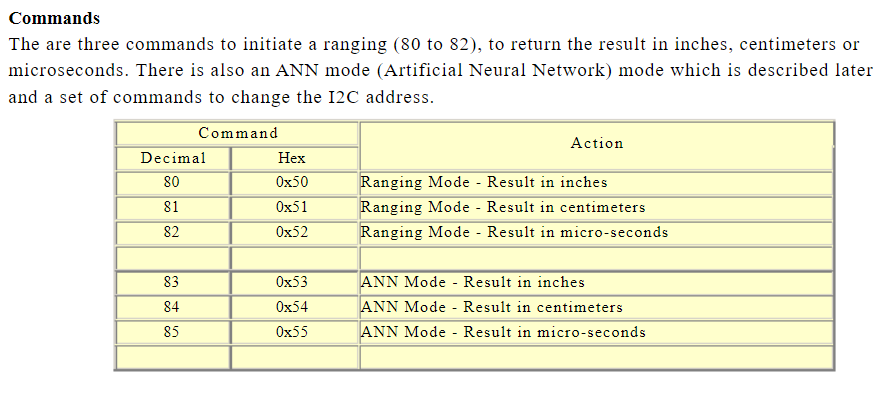 Commands
The are three commands to initiate a ranging (80 to 82), to return the result in inches, centimeters or
microseconds. There is also an ANN mode (Artificial Neural Network) mode which is described later
and a set of commands to change the I2C address.
Command Action
Decimal Hex
80 0x50 Ranging Mode - Result in inches
81 0x51 Ranging Mode - Result in centimeters
82 0x52 Ranging Mode - Result in micro-seconds
83 0x53 ANN Mode - Result in inches
84 0x54 ANN Mode - Result in centimeters
85 0x55 ANN Mode - Result in micro-seconds